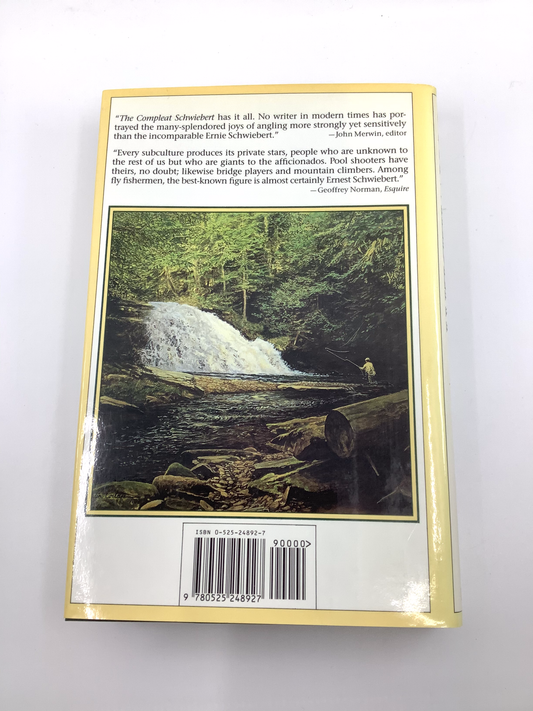 “The Compleat Schwiebert has it all. No writer in modern times has por-
trayed the many-splendored joys of angling more strongly yet sensitively
than the incomparable Ernie Schwiebert.” —John Merwin, editor
“Every subculture produces its private stars, people who are unknown to
the rest of us but who are giants to the afficionados. Pool shooters have
theirs, no doubt; likewise bridge players and mountain climbers. Among
fly fishermen, the best-known figure is almost certainly Ernest Schwiebert.”
—Geoffrey Norman, Esquire
ISBN 0-525-24892-7
90000>
9 780525 248927